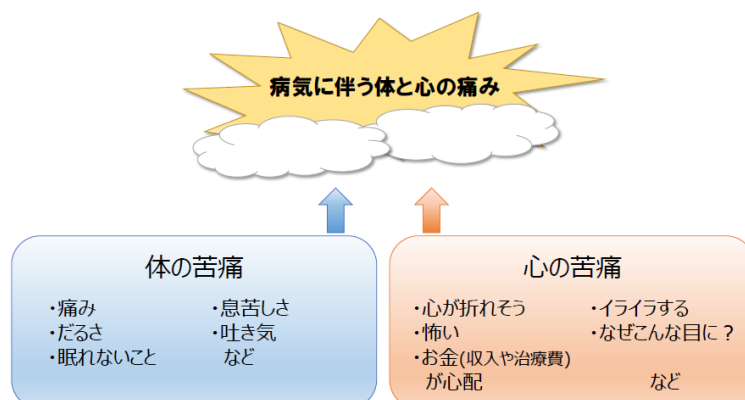 病気に伴う体と心の痛み
体の苦痛
・痛み
・だるさ
・眠れないこと
・息苦しさ
・吐き気
など
心の苦痛
・心が折れそう
・怖い
・お金(収入や治療費)
が心配
・イライラする
・なぜこんな目に？
など